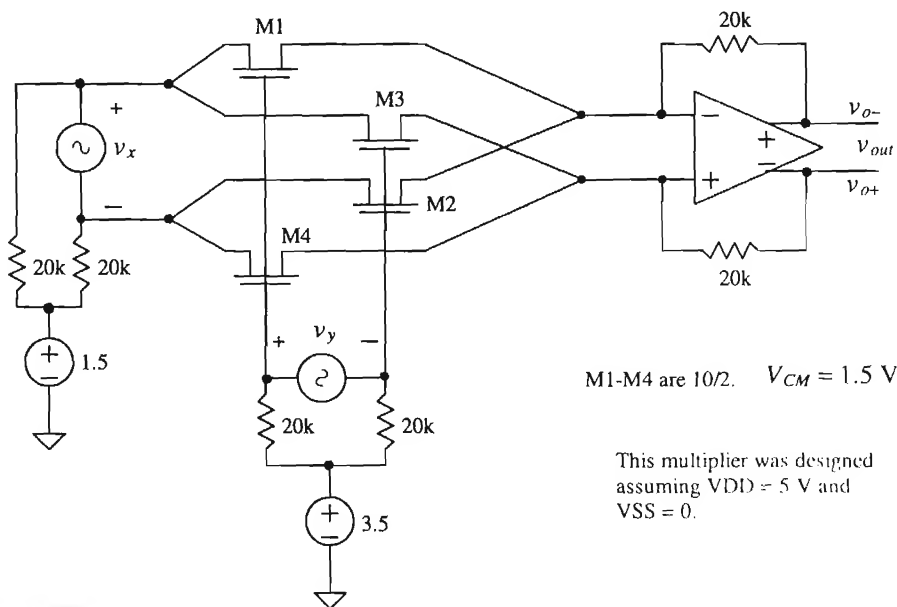 M1
M3
+
v_x
−
M2
M4
20k
20k
+
−
1.5
+
v_y
−
20k
20k
+
−
3.5
20k
−
+
+
−
20k
v_{o−}
v_{out}
v_{o+}
M1-M4 are 10/2. V_{CM} = 1.5 V
This multiplier was designed
assuming VDD = 5 V and
VSS = 0.